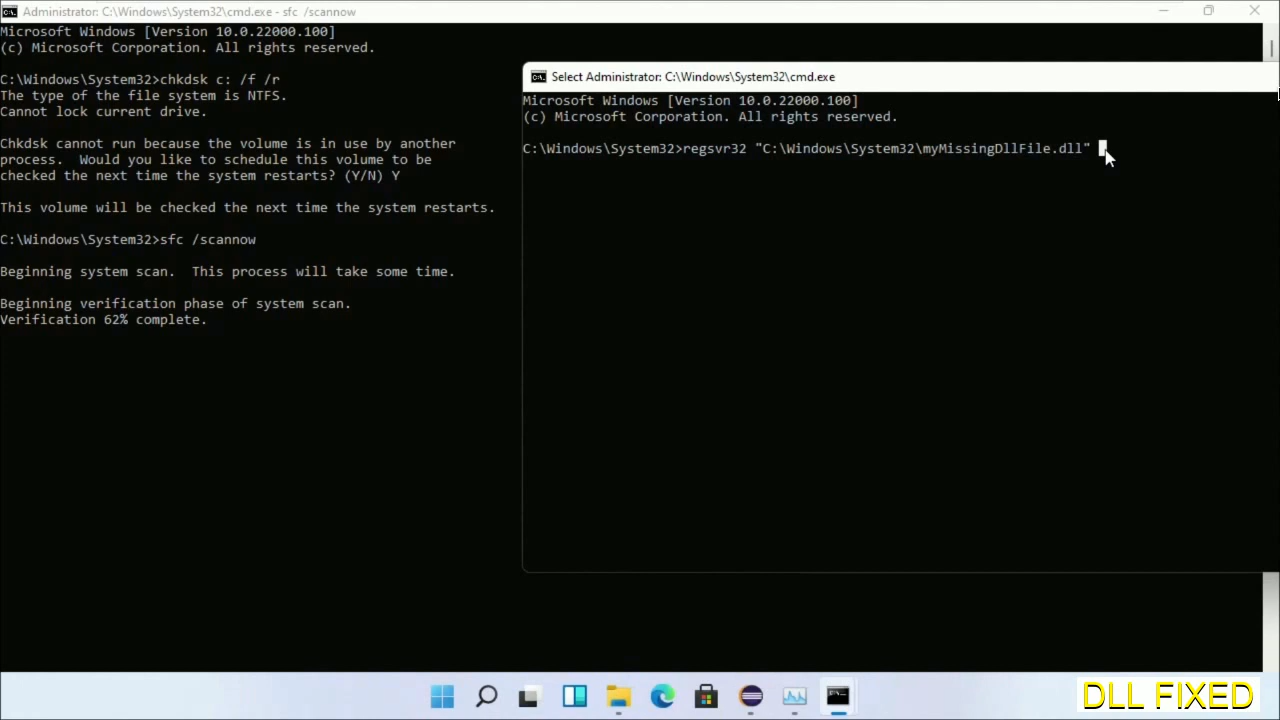 Administrator: C:\Windows\System32\cmd.exe - sfc /scannow
Microsoft Windows [Version 10.0.22000.100]
(c) Microsoft Corporation. All rights reserved.
C:\Windows\System32>chkdsk c: /f /r
The type of the file system is NTFS.
Cannot lock current drive.
Chkdsk cannot run because the volume is in use by another
process.  Would you like to schedule this volume to be
checked the next time the system restarts? (Y/N) Y
This volume will be checked the next time the system restarts.
C:\Windows\System32>sfc /scannow
Beginning system scan.  This process will take some time.
Beginning verification phase of system scan.
Verification 62% complete.
Select Administrator: C:\Windows\System32\cmd.exe
Microsoft Windows [Version 10.0.22000.100]
(c) Microsoft Corporation. All rights reserved.
C:\Windows\System32>regsvr32 "C:\Windows\System32\myMissingDllFile.dll"
DLL FIXED